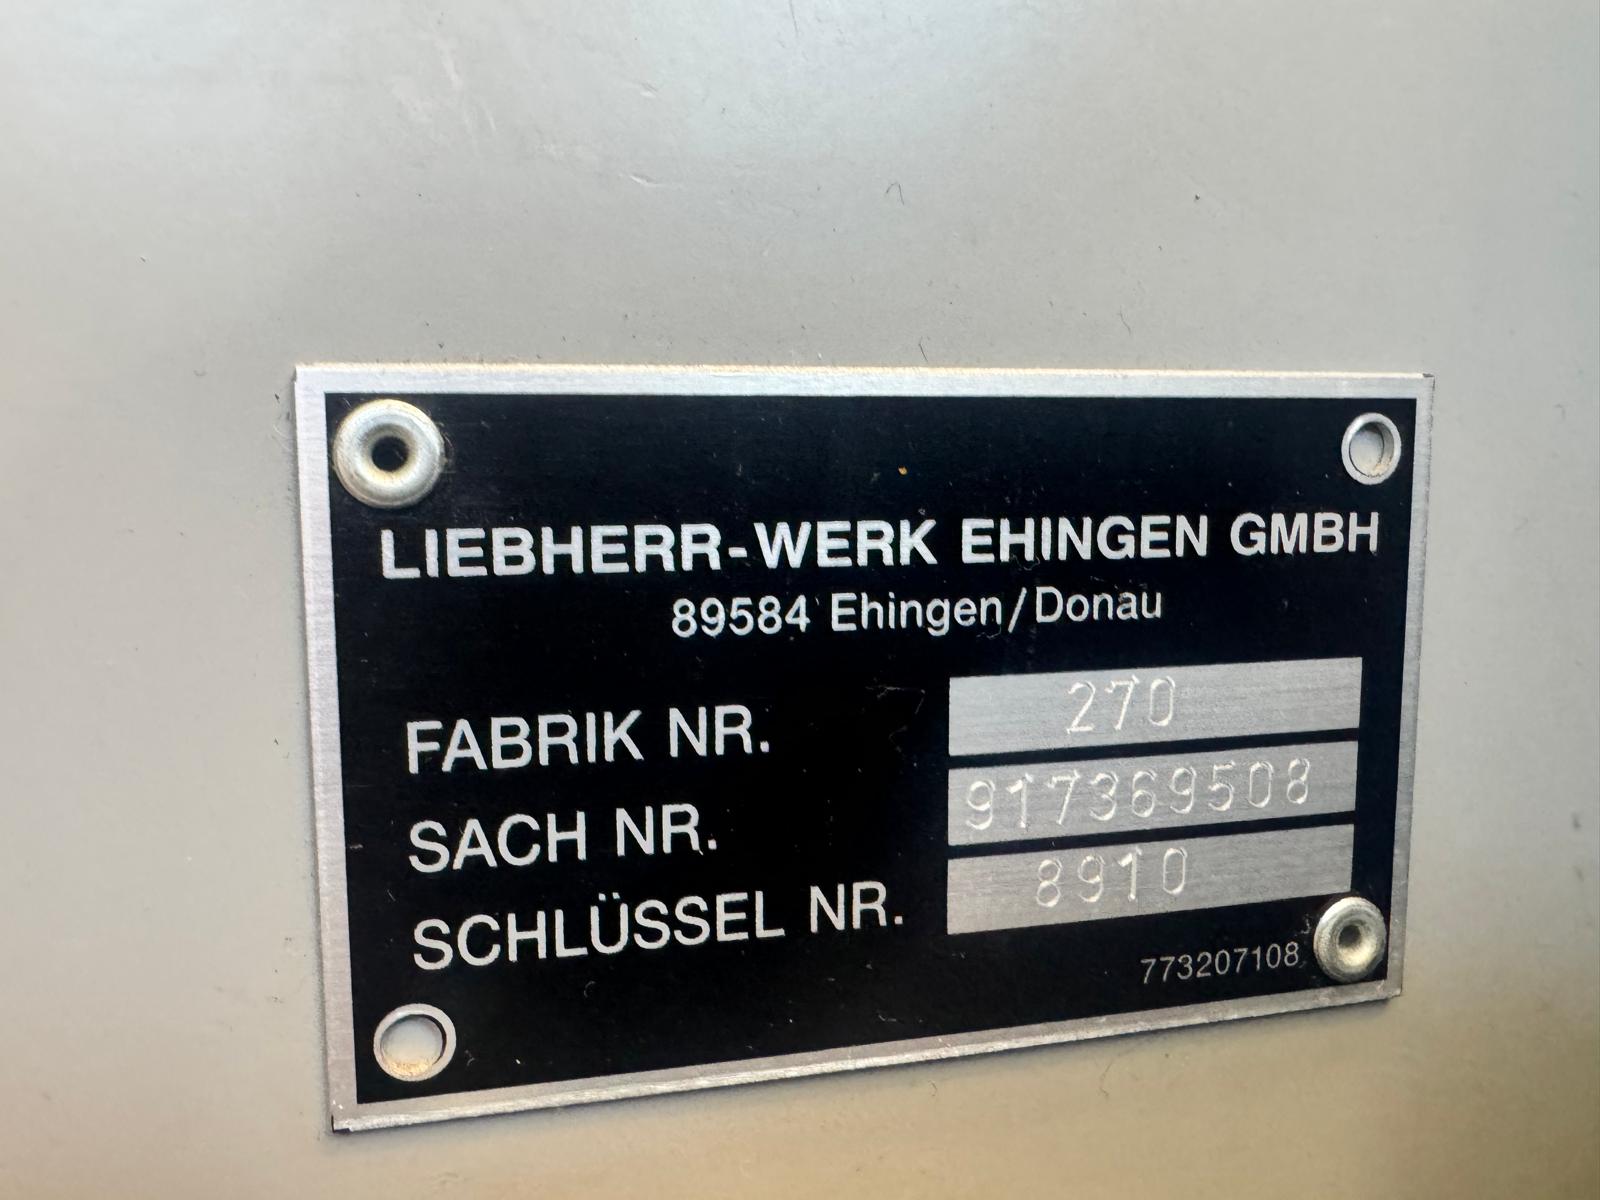 LIEBHERR-WERK EHINGEN GMBH
89584 Ehingen/Donau
FABRIK NR. 270
SACH NR. 917369508
SCHLÜSSEL NR. 8910
773207108